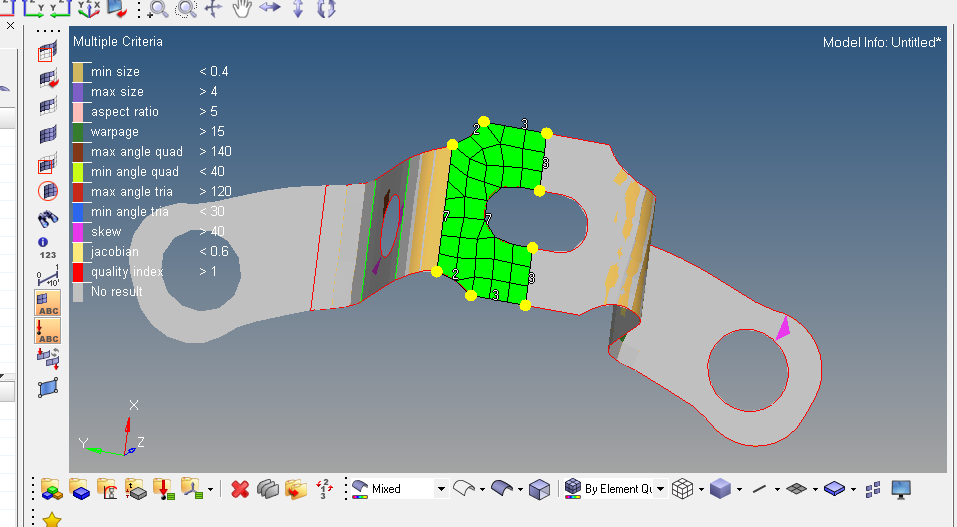 Multiple Criteria
Model Info: Untitled*
min size < 0.4
max size > 4
aspect ratio > 5
warpage > 15
max angle quad > 140
min angle quad < 40
max angle tria > 120
min angle tria < 30
skew > 40
jacobian < 0.6
quality index > 1
No result
2
3
3
7
7
2
3
3
X
Y
Z
123
ABC
ABC
Mixed
By Element Qu